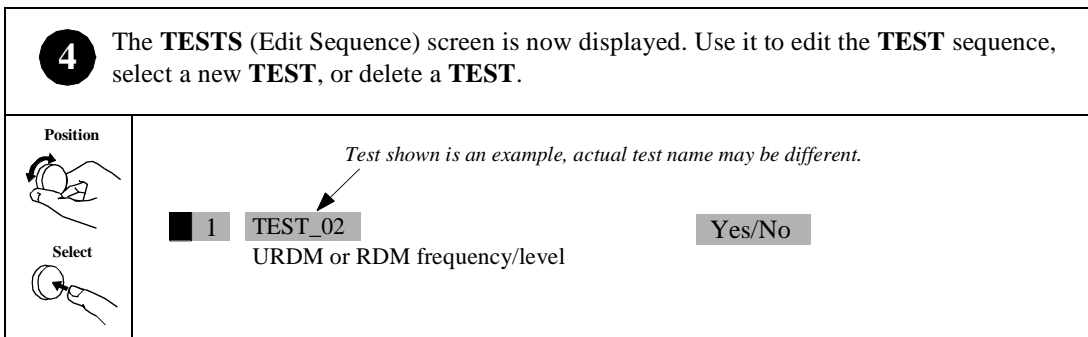 4
The TESTS (Edit Sequence) screen is now displayed. Use it to edit the TEST sequence,
select a new TEST, or delete a TEST.
Position
Select
Test shown is an example, actual test name may be different.
1 TEST_02 Yes/No
URDM or RDM frequency/level